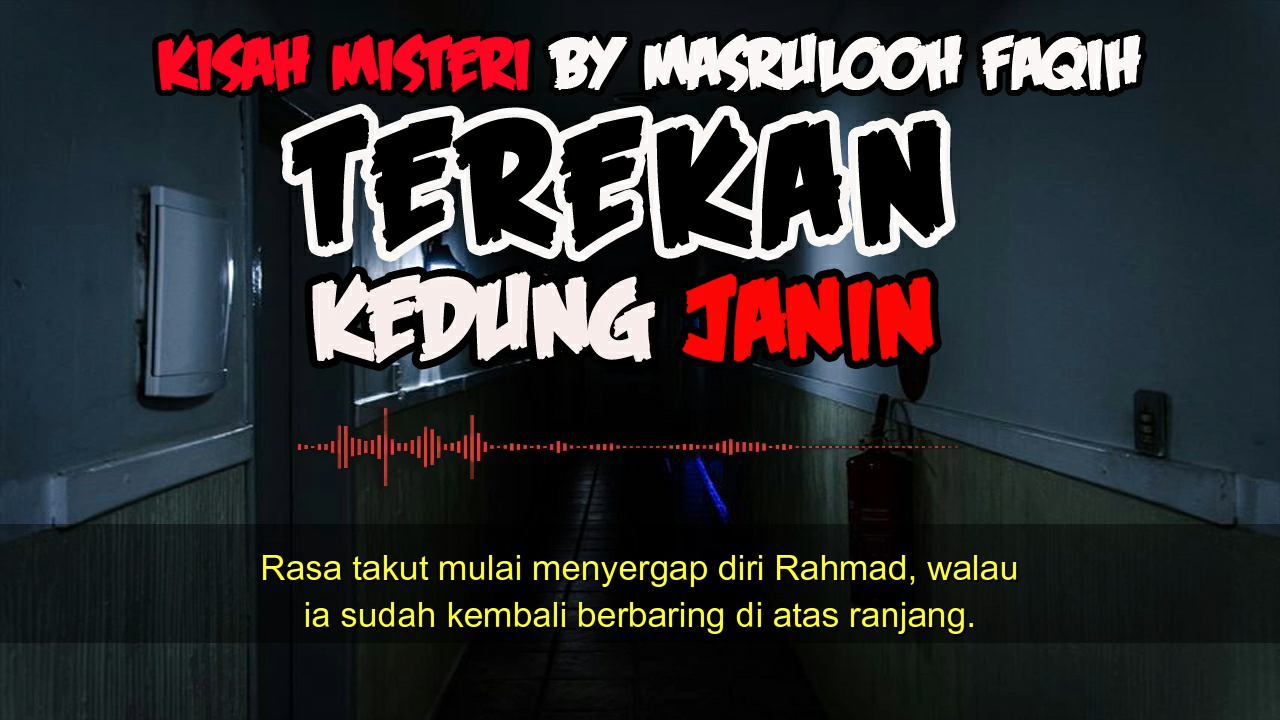 KISAH MISTERI BY MASRULOOH FAQIH
TEREKAN
KEDUNG JANIN
Rasa takut mulai menyergap diri Rahmad, walau
ia sudah kembali berbaring di atas ranjang.